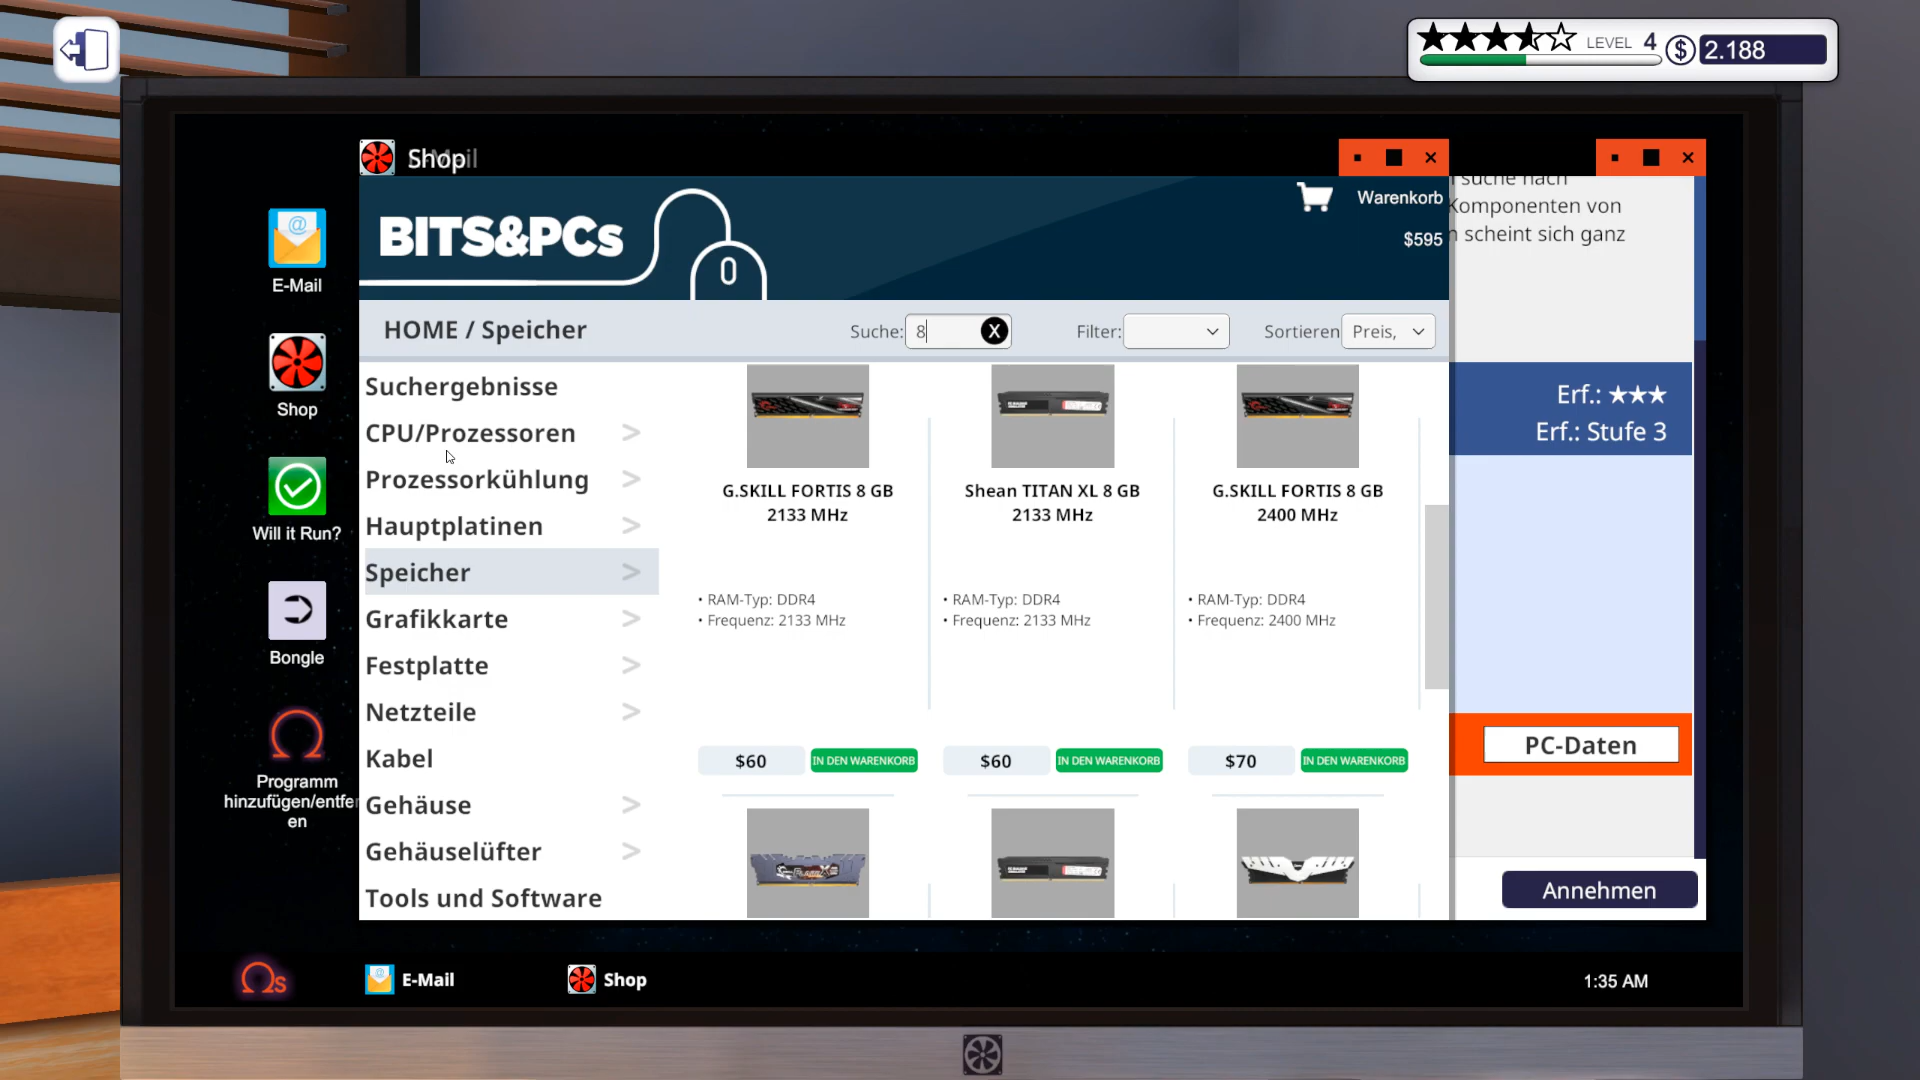 LEVEL 4
2.188
Shop
Warenkorb
$595
BITS&PCs
HOME / Speicher
Suche: 8
X
Filter:
Sortieren
Preis,
Suchergebnisse
CPU/Prozessoren >
Prozessorkühlung >
Hauptplatinen >
Speicher >
Grafikkarte >
Festplatte >
Netzteile >
Kabel
Gehäuse >
Gehäuselüfter >
Tools und Software
G.SKILL FORTIS 8 GB
2133 MHz
• RAM-Typ: DDR4
• Frequenz: 2133 MHz
$60
IN DEN WARENKORB
Shean TITAN XL 8 GB
2133 MHz
• RAM-Typ: DDR4
• Frequenz: 2133 MHz
$60
IN DEN WARENKORB
G.SKILL FORTIS 8 GB
2400 MHz
• RAM-Typ: DDR4
• Frequenz: 2400 MHz
$70
IN DEN WARENKORB
suche nach
Komponenten von
scheint sich ganz
Erf.: ★★★
Erf.: Stufe 3
PC-Daten
Annehmen
E-Mail
Shop
Will it Run?
Bongle
Programm
hinzufügen/entfe
en
Ωs
E-Mail
Shop
1:35 AM